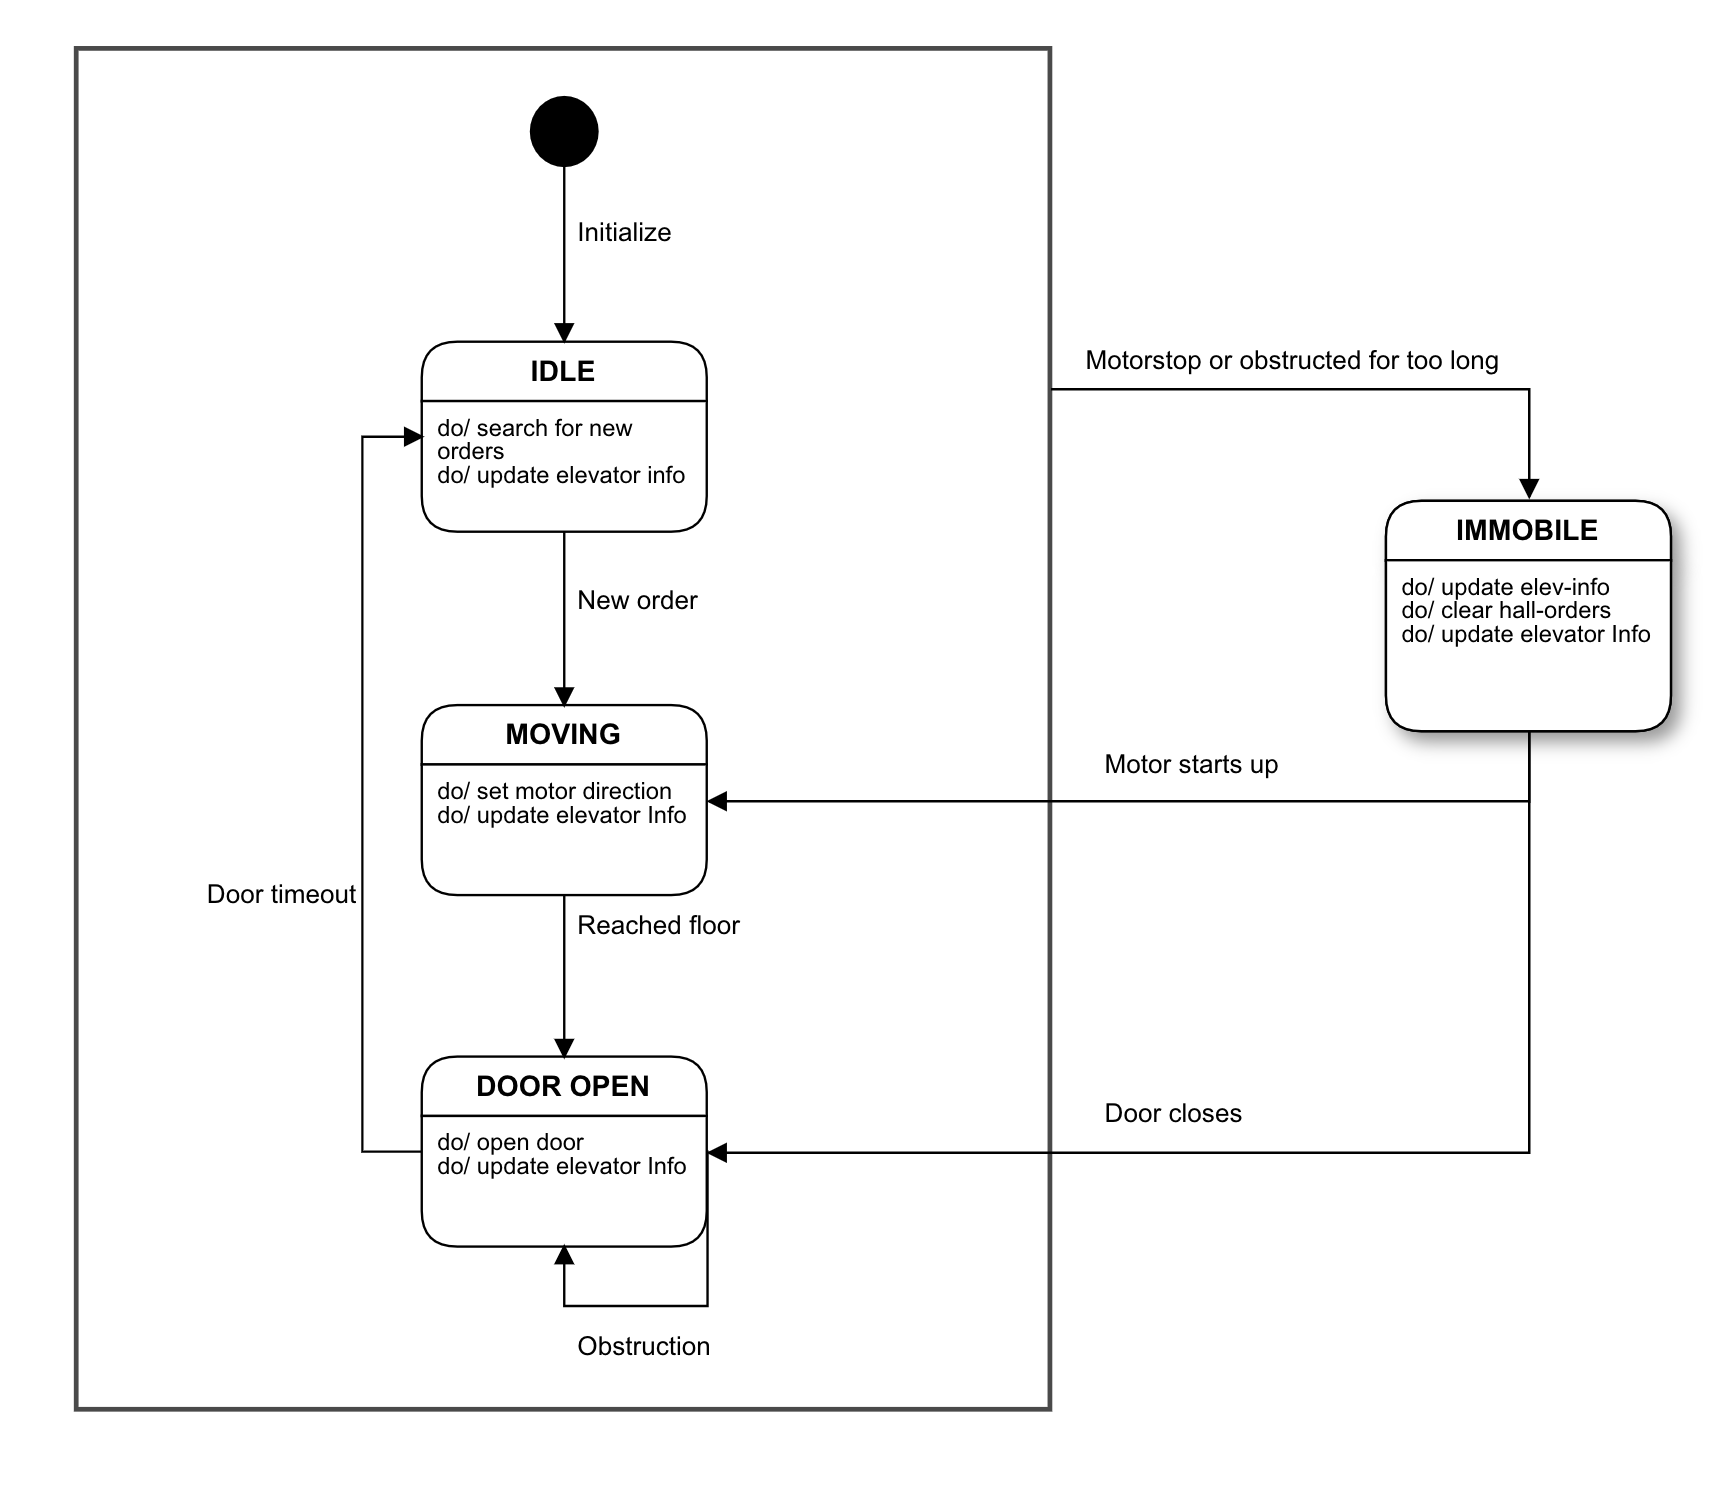 Initialize
IDLE
do/ search for new
orders
do/ update elevator info
New order
MOVING
do/ set motor direction
do/ update elevator Info
Door timeout
Reached floor
DOOR OPEN
do/ open door
do/ update elevator Info
Obstruction
Motorstop or obstructed for too long
IMMOBILE
do/ update elev-info
do/ clear hall-orders
do/ update elevator Info
Motor starts up
Door closes